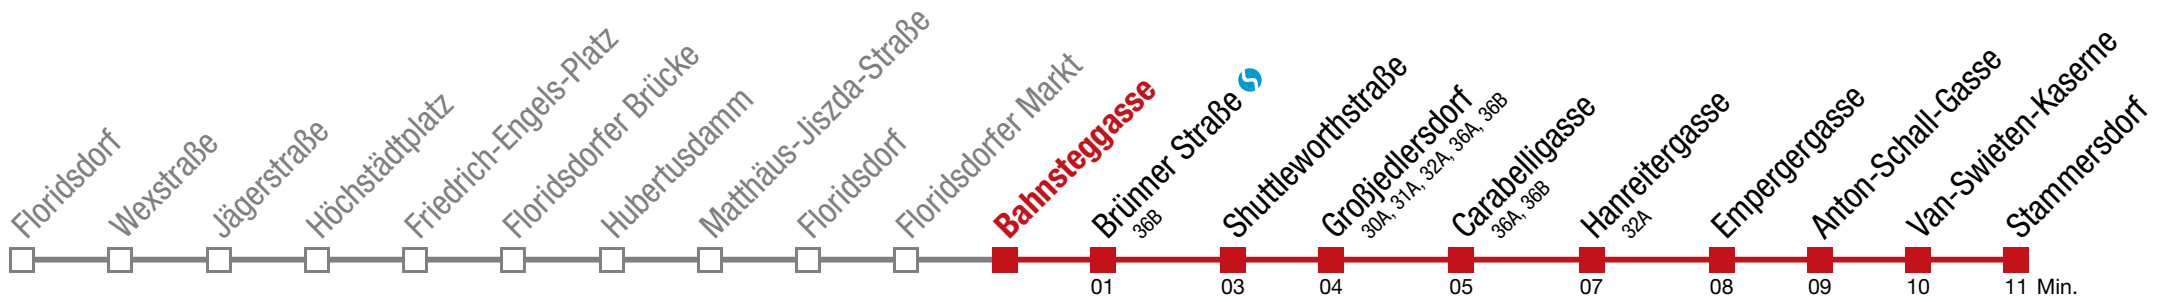 Floridsdorf
Wexstraße
Jägerstraße
Höchstädtplatz
Friedrich-Engels-Platz
Floridsdorfer Brücke
Hubertusdamm
Matthäus-Jiszda-Straße
Floridsdorf
Floridsdorfer Markt
Bahnsteggasse
Brünner Straße
36B
Shuttleworthstraße
Großjedlersdorf
30A, 31A, 32A, 36A, 36B
Carabelligasse
36A, 36B
Hanreitergasse
32A
Empergergasse
Anton-Schall-Gasse
Van-Swieten-Kaserne
Stammersdorf
01 03 04 05 07 08 09 10 11 Min.